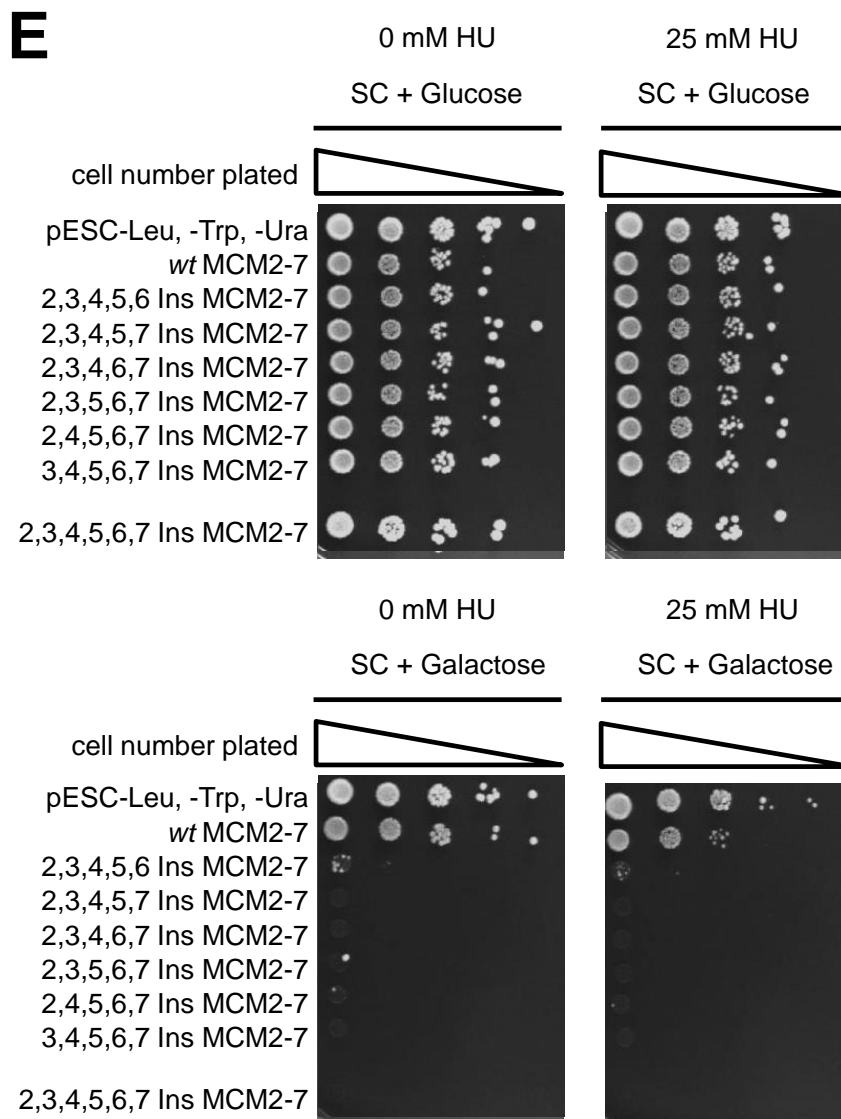 E
0 mM HU
25 mM HU
SC + Glucose
SC + Glucose
cell number plated
pESC-Leu, -Trp, -Ura
wt MCM2-7
2,3,4,5,6 Ins MCM2-7
2,3,4,5,7 Ins MCM2-7
2,3,4,6,7 Ins MCM2-7
2,3,5,6,7 Ins MCM2-7
2,4,5,6,7 Ins MCM2-7
3,4,5,6,7 Ins MCM2-7
2,3,4,5,6,7 Ins MCM2-7
0 mM HU
25 mM HU
SC + Galactose
SC + Galactose
cell number plated
pESC-Leu, -Trp, -Ura
wt MCM2-7
2,3,4,5,6 Ins MCM2-7
2,3,4,5,7 Ins MCM2-7
2,3,4,6,7 Ins MCM2-7
2,3,5,6,7 Ins MCM2-7
2,4,5,6,7 Ins MCM2-7
3,4,5,6,7 Ins MCM2-7
2,3,4,5,6,7 Ins MCM2-7